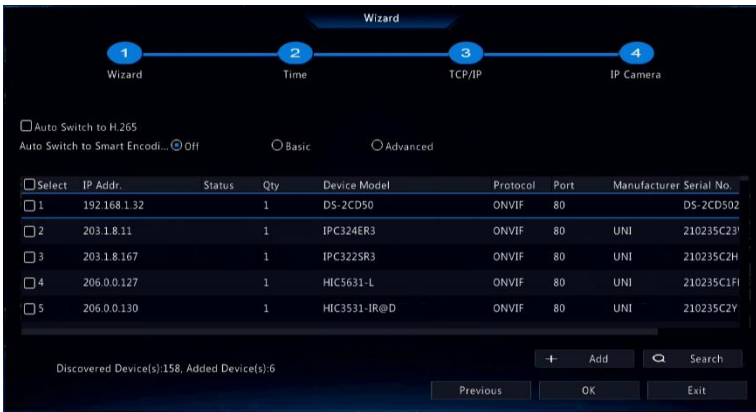 Wizard
1 2 3 4
Wizard Time TCP/IP IP Camera
Auto Switch to H.265
Auto Switch to Smart Encodi... Off Basic Advanced
Select IP Addr. Status Qty Device Model Protocol Port Manufacturer Serial No.
1 192.168.1.32 1 DS-2CD50 ONVIF 80 DS-2CD502
2 203.1.8.11 1 IPC324ER3 ONVIF 80 UNI 210235C23
3 203.1.8.167 1 IPC322SR3 ONVIF 80 UNI 210235C2H
4 206.0.0.127 1 HIC5631-L ONVIF 80 UNI 210235C1F
5 206.0.0.130 1 HIC3531-IR@D ONVIF 80 UNI 210235C2Y
Add Search
Discovered Device(s):158, Added Device(s):6
Previous OK Exit